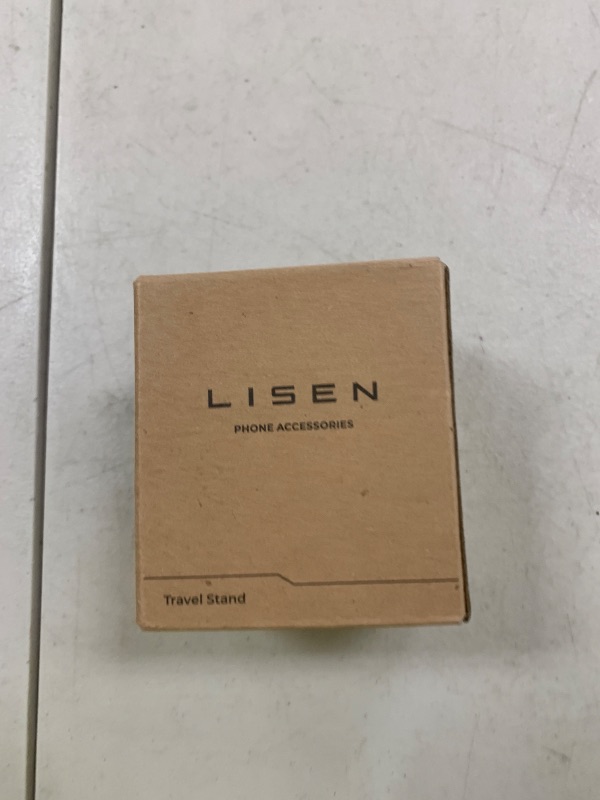 LISEN
PHONE ACCESSORIES
Travel Stand